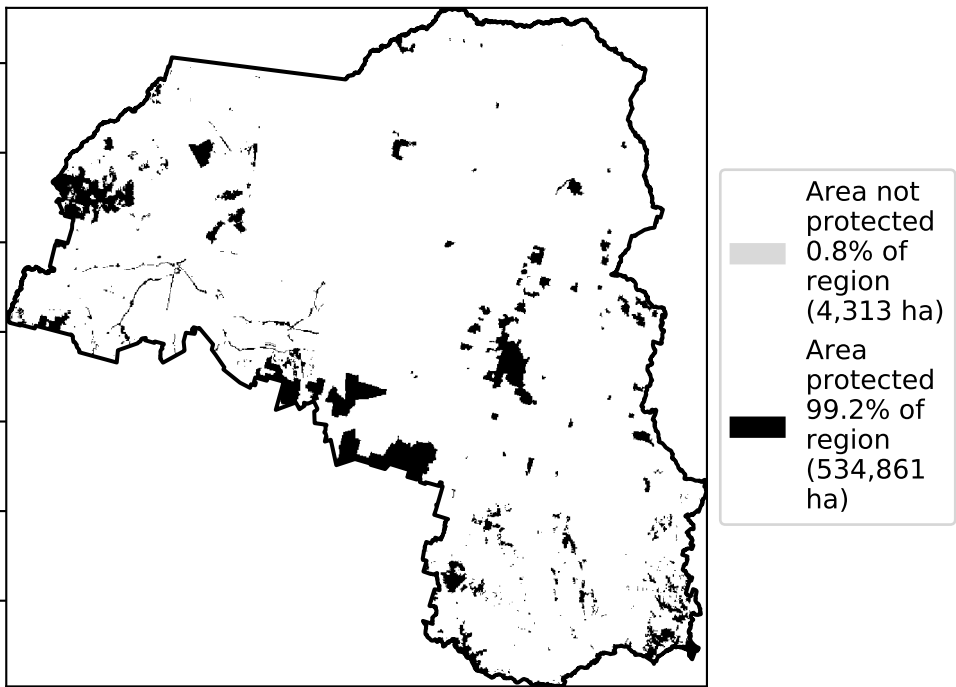 Area not
protected
0.8% of
region
(4,313 ha)
Area
protected
99.2% of
region
(534,861
ha)